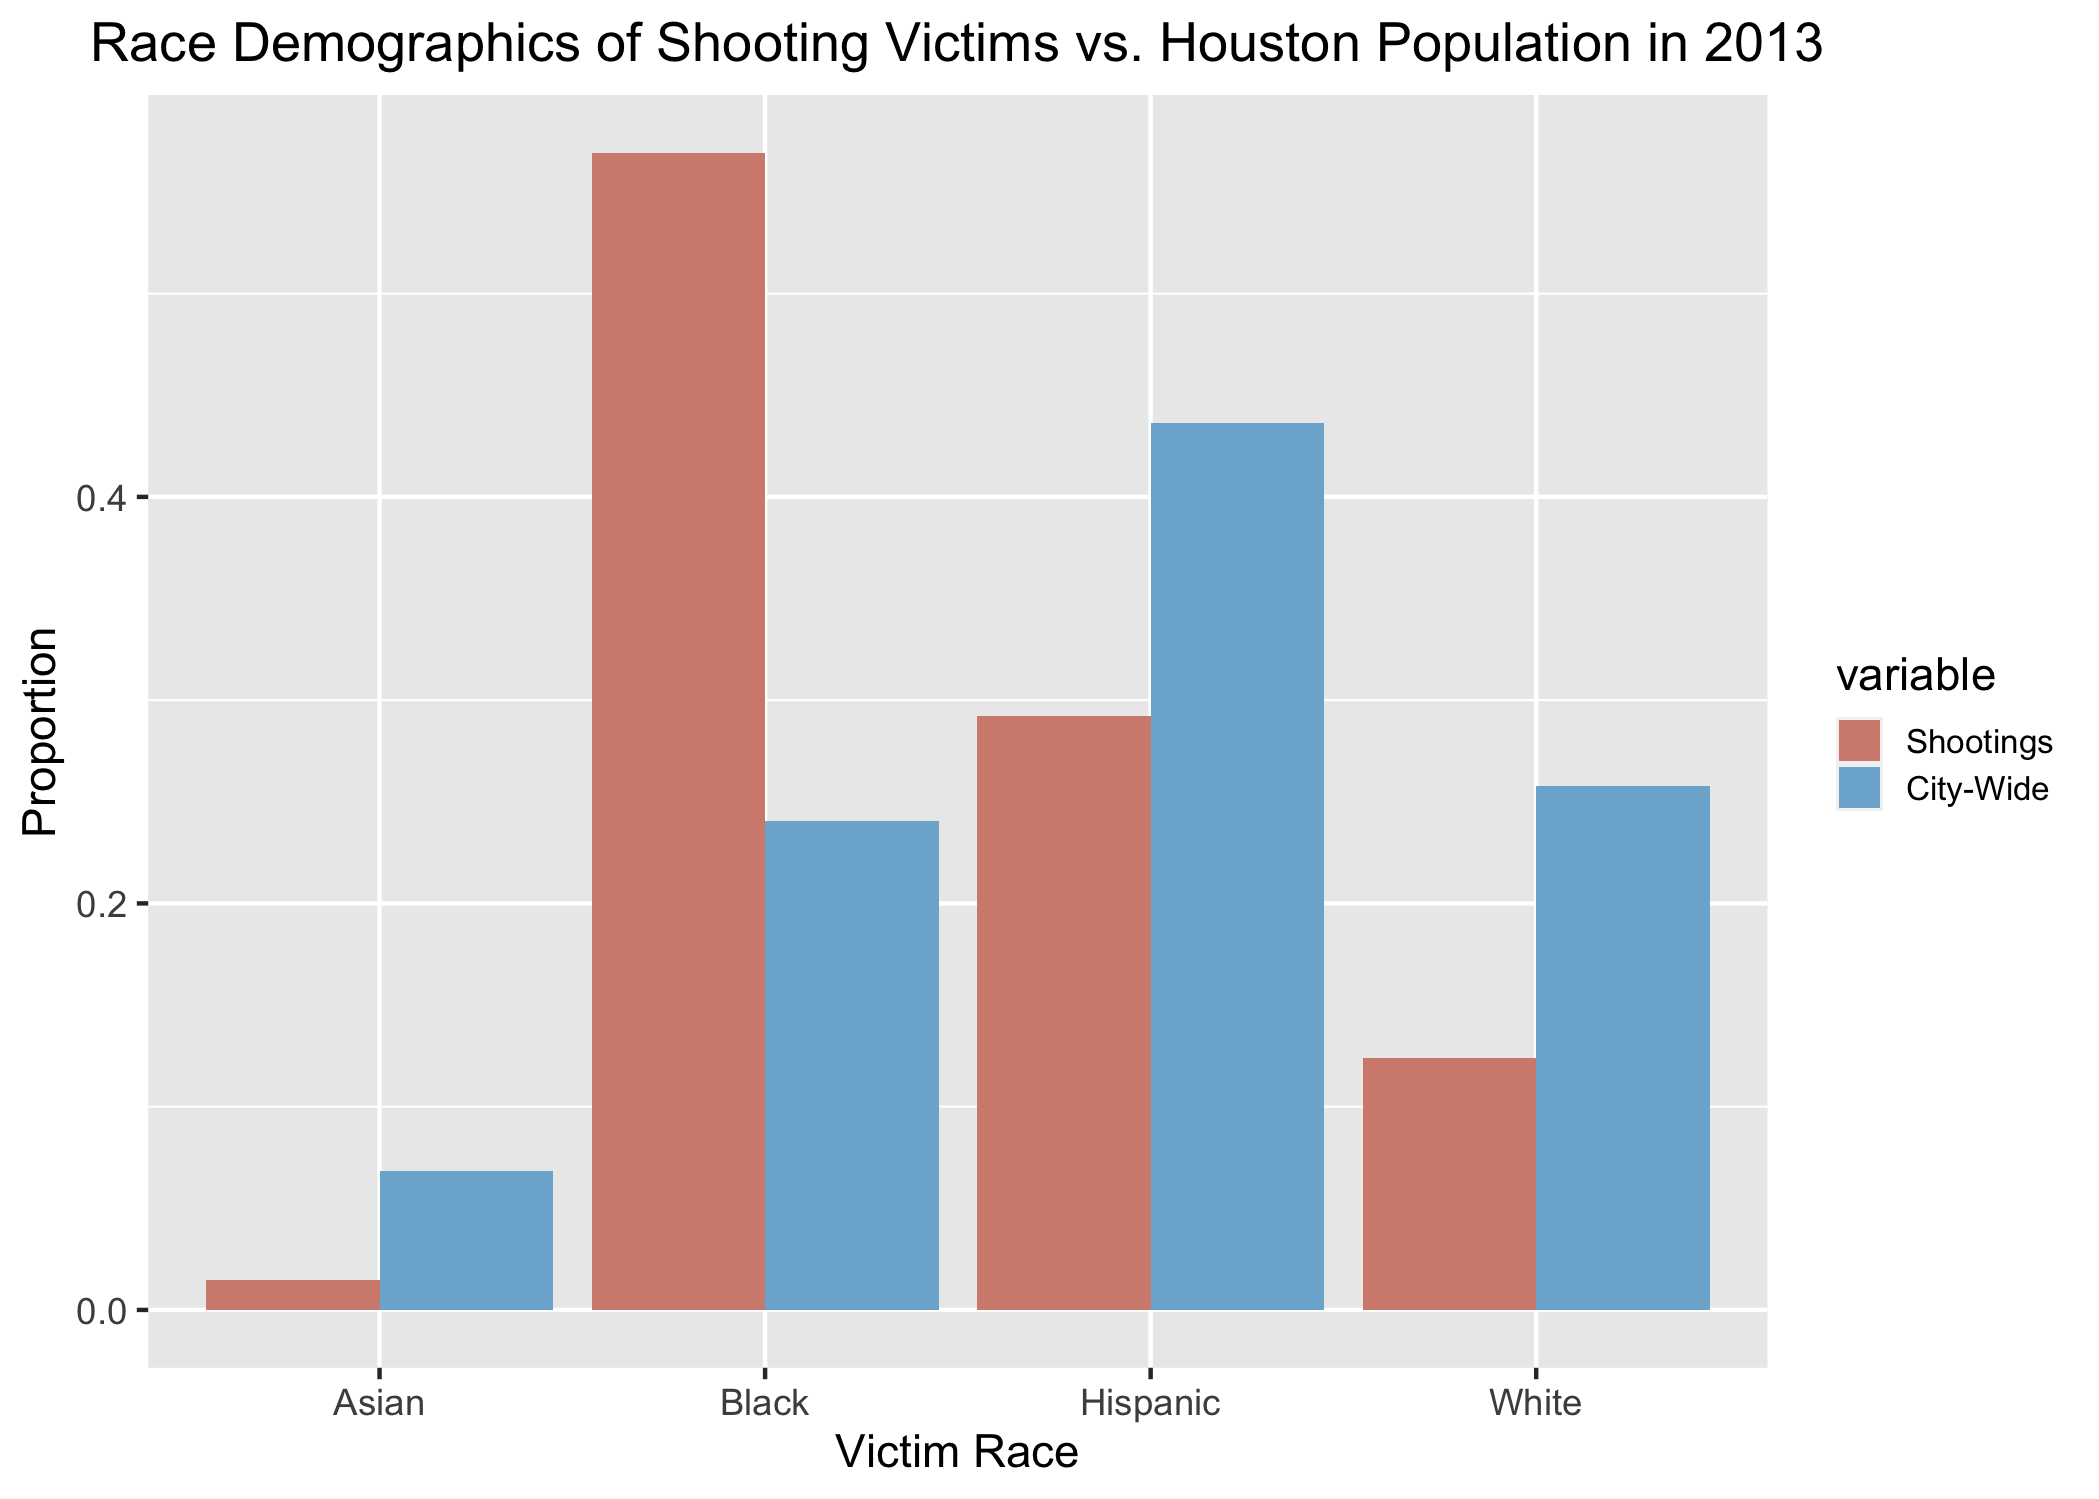 Race Demographics of Shooting Victims vs. Houston Population in 2013
Proportion
0.4
0.2
0.0
Asian
Black
Hispanic
White
Victim Race
variable
Shootings
City-Wide